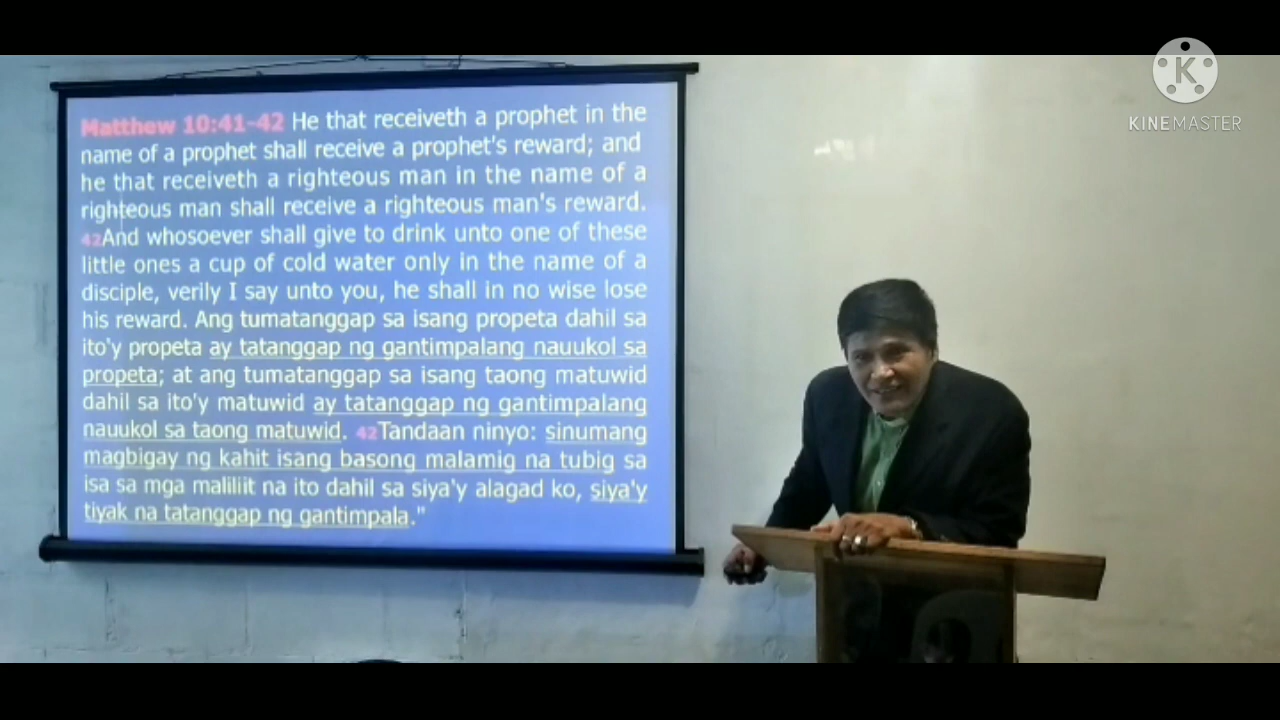 Matthew 10:41-42 He that receiveth a prophet in the
name of a prophet shall receive a prophet's reward; and
he that receiveth a righteous man in the name of a
righteous man shall receive a righteous man's reward.
42And whosoever shall give to drink unto one of these
little ones a cup of cold water only in the name of a
disciple, verily I say unto you, he shall in no wise lose
his reward. Ang tumatanggap sa isang propeta dahil sa
ito'y propeta ay tatanggap ng gantimpalang nauukol sa
propeta; at ang tumatanggap sa isang taong matuwid
dahil sa ito'y matuwid ay tatanggap ng gantimpalang
nauukol sa taong matuwid. 42Tandaan ninyo: sinumang
magbigay ng kahit isang basong malamig na tubig sa
isa sa mga maliliit na ito dahil sa siya'y alagad ko, siya'y
tiyak na tatanggap ng gantimpala."
K
KINEMASTER